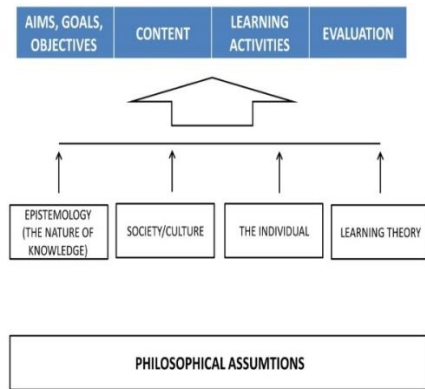 AIMS, GOALS,
OBJECTIVES
CONTENT
LEARNING
ACTIVITIES
EVALUATION
EPISTEMOLOGY
(THE NATURE OF
KNOWLEDGE)
SOCIETY/CULTURE
THE INDIVIDUAL
LEARNING THEORY
PHILOSOPHICAL ASSUMTIONS